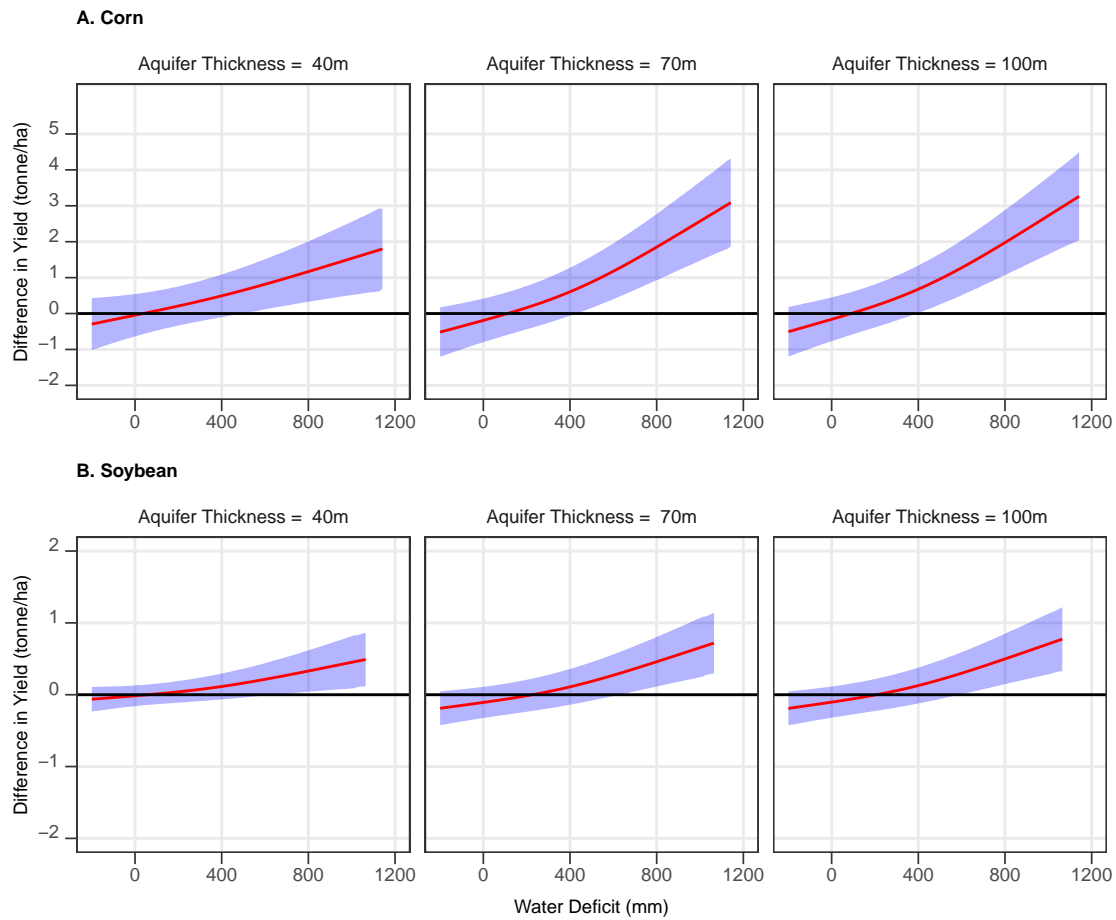 A. Corn
Aquifer Thickness =  40m
Aquifer Thickness =  70m
Aquifer Thickness = 100m
Difference in Yield (tonne/ha)
5
4
3
2
1
0
−1
−2
0 400 800 1200
0 400 800 1200
0 400 800 1200
B. Soybean
Aquifer Thickness =  40m
Aquifer Thickness =  70m
Aquifer Thickness = 100m
Difference in Yield (tonne/ha)
2
1
0
−1
−2
0 400 800 1200
0 400 800 1200
0 400 800 1200
Water Deficit (mm)